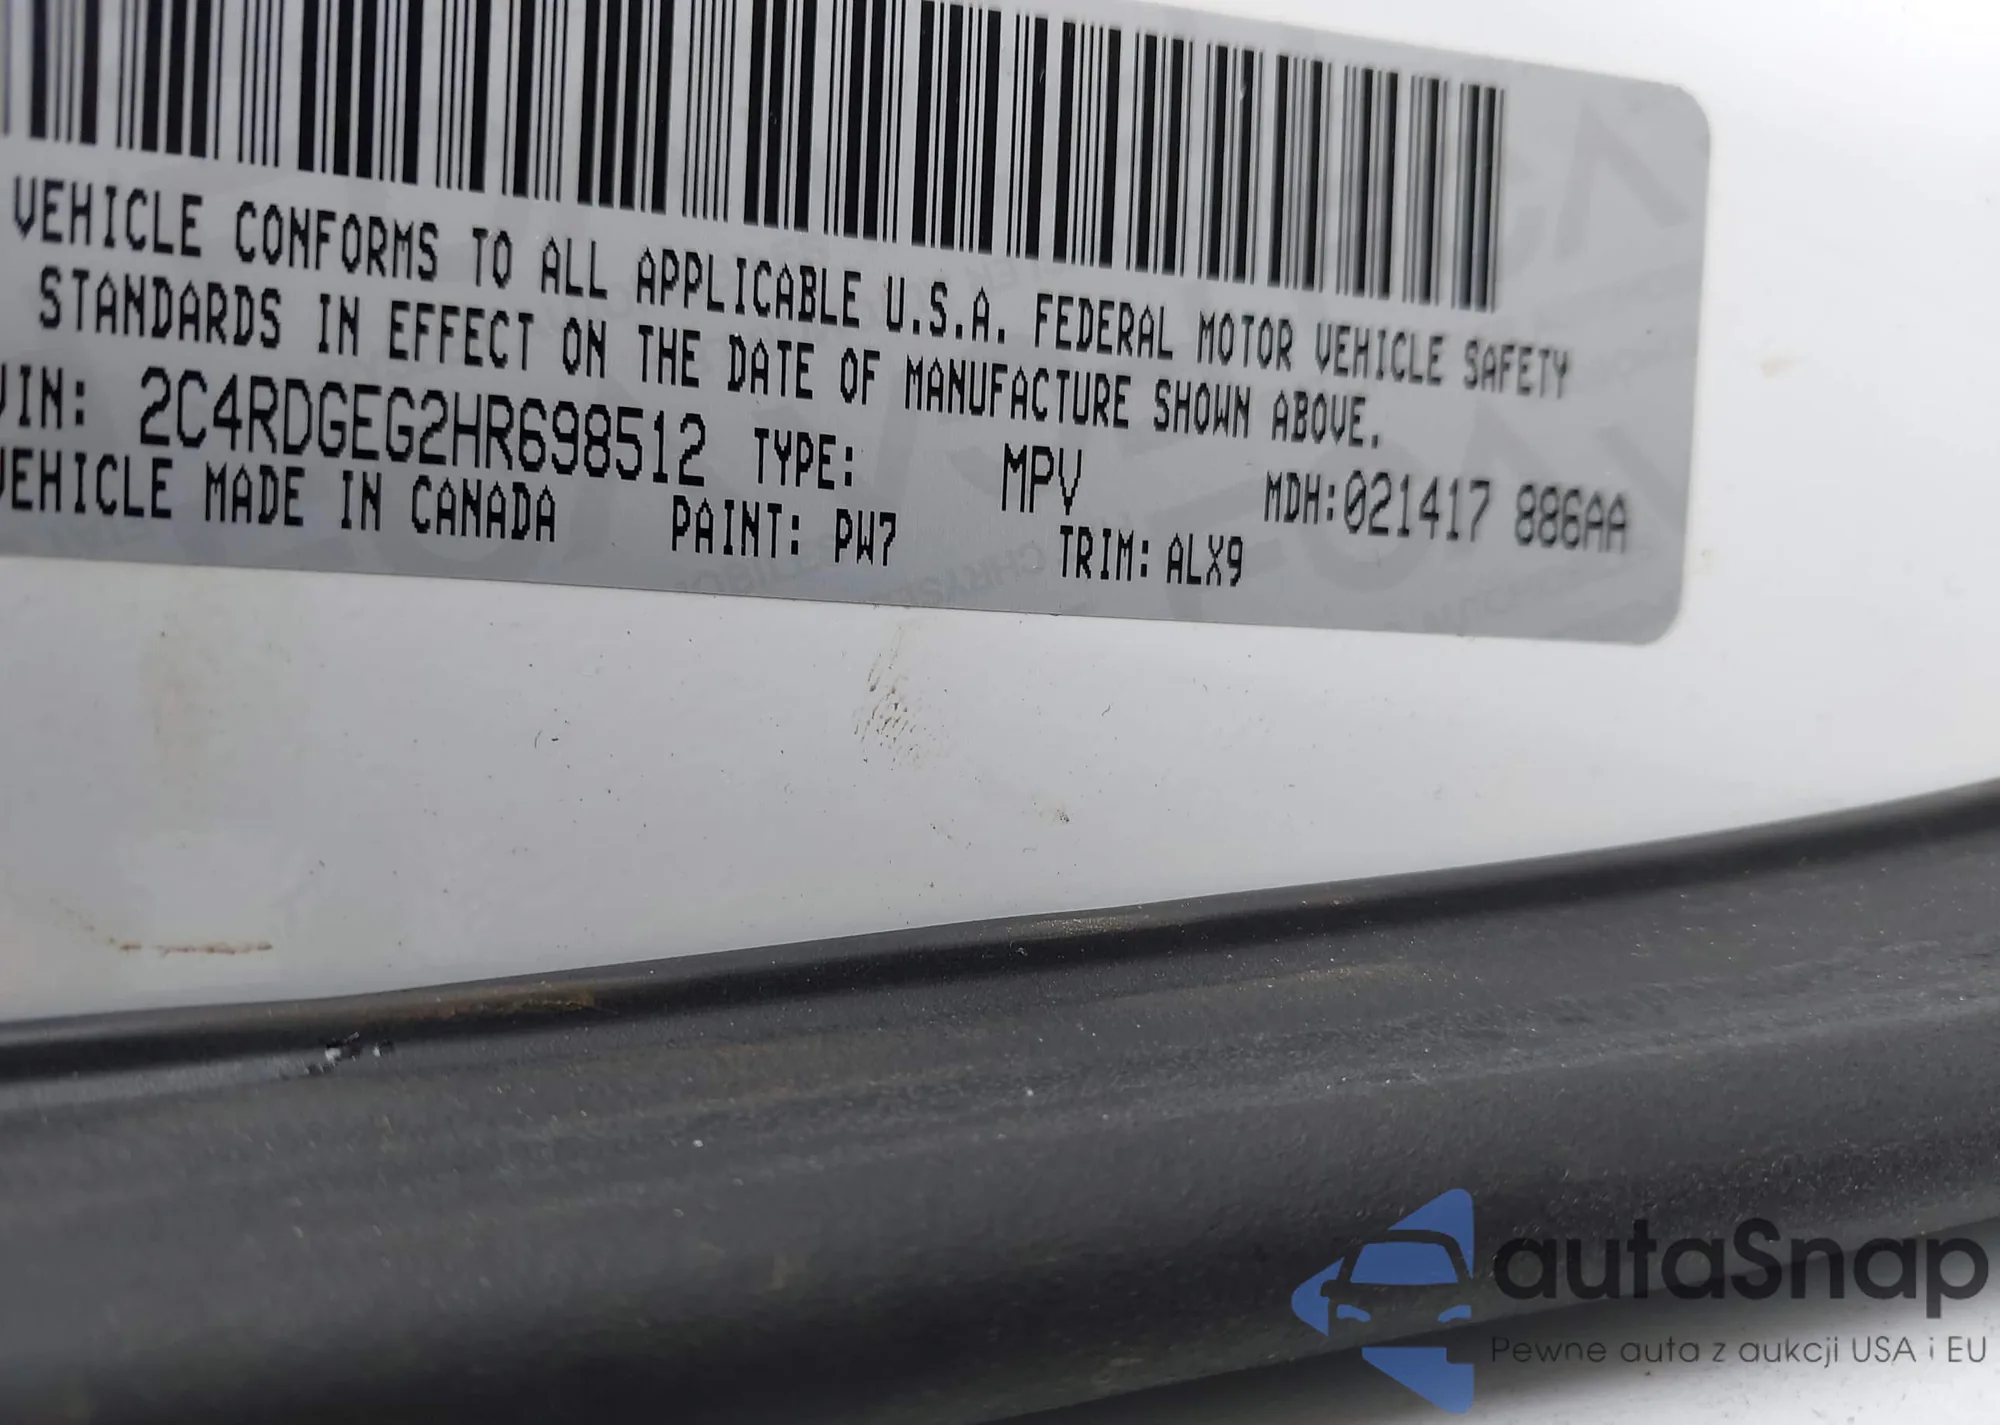 VEHICLE CONFORMS TO ALL APPLICABLE U.S.A. FEDERAL MOTOR VEHICLE SAFETY
STANDARDS IN EFFECT ON THE DATE OF MANUFACTURE SHOWN ABOVE.
VIN: 2C4RDGEG2HR698512 TYPE: MPV MDH:021417 886AA
VEHICLE MADE IN CANADA PAINT: PW7 TRIM: ALX9
autaSnap
Pewne auta z aukcji USA i EU